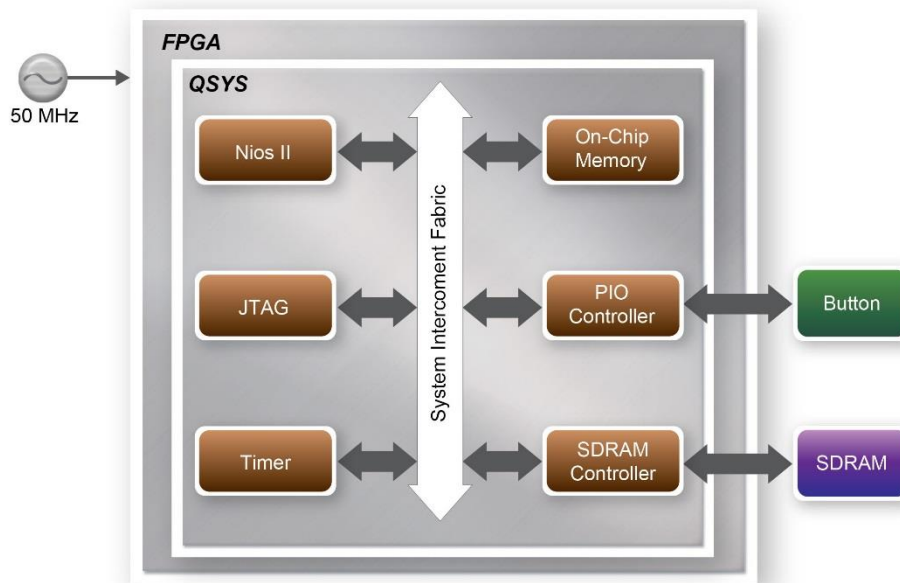 FPGA
QSYS
50 MHz
Nios II
On-Chip
Memory
System Intercoment Fabric
JTAG
PIO
Controller
Button
Timer
SDRAM
Controller
SDRAM